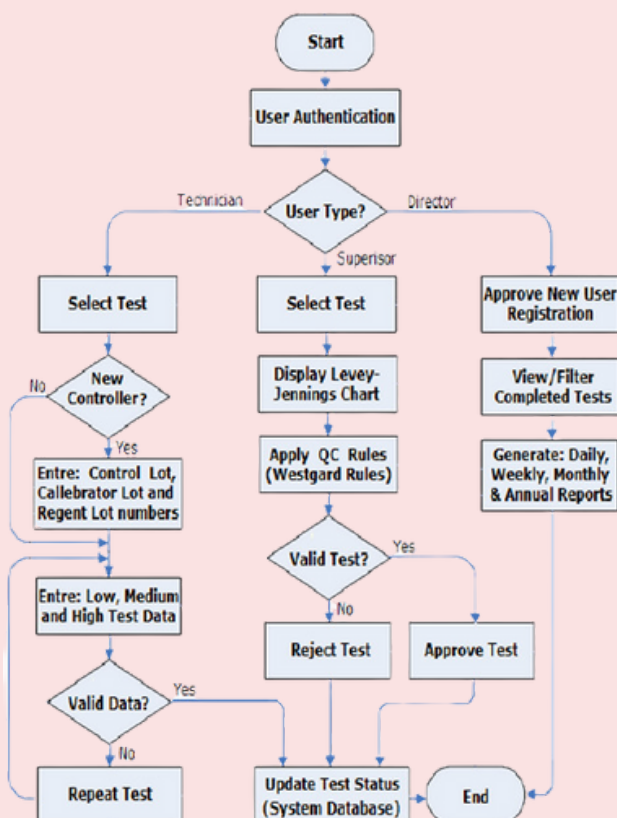 Start
User Authentication
User Type?
Technician
Director
Superisor
Select Test
Select Test
Approve New User
Registration
New
Controller?
No
Yes
Display Levey-
Jennings Chart
View/Filter
Completed Tests
Entre: Control Lot,
Callebrator Lot and
Regent Lot numbers
Apply QC Rules
(Westgard Rules)
Generate: Daily,
Weekly, Monthly
& Annual Reports
Valid Test?
Yes
No
Entre: Low, Medium
and High Test Data
Reject Test
Approve Test
Valid Data?
Yes
No
Repeat Test
Update Test Status
(System Database)
End